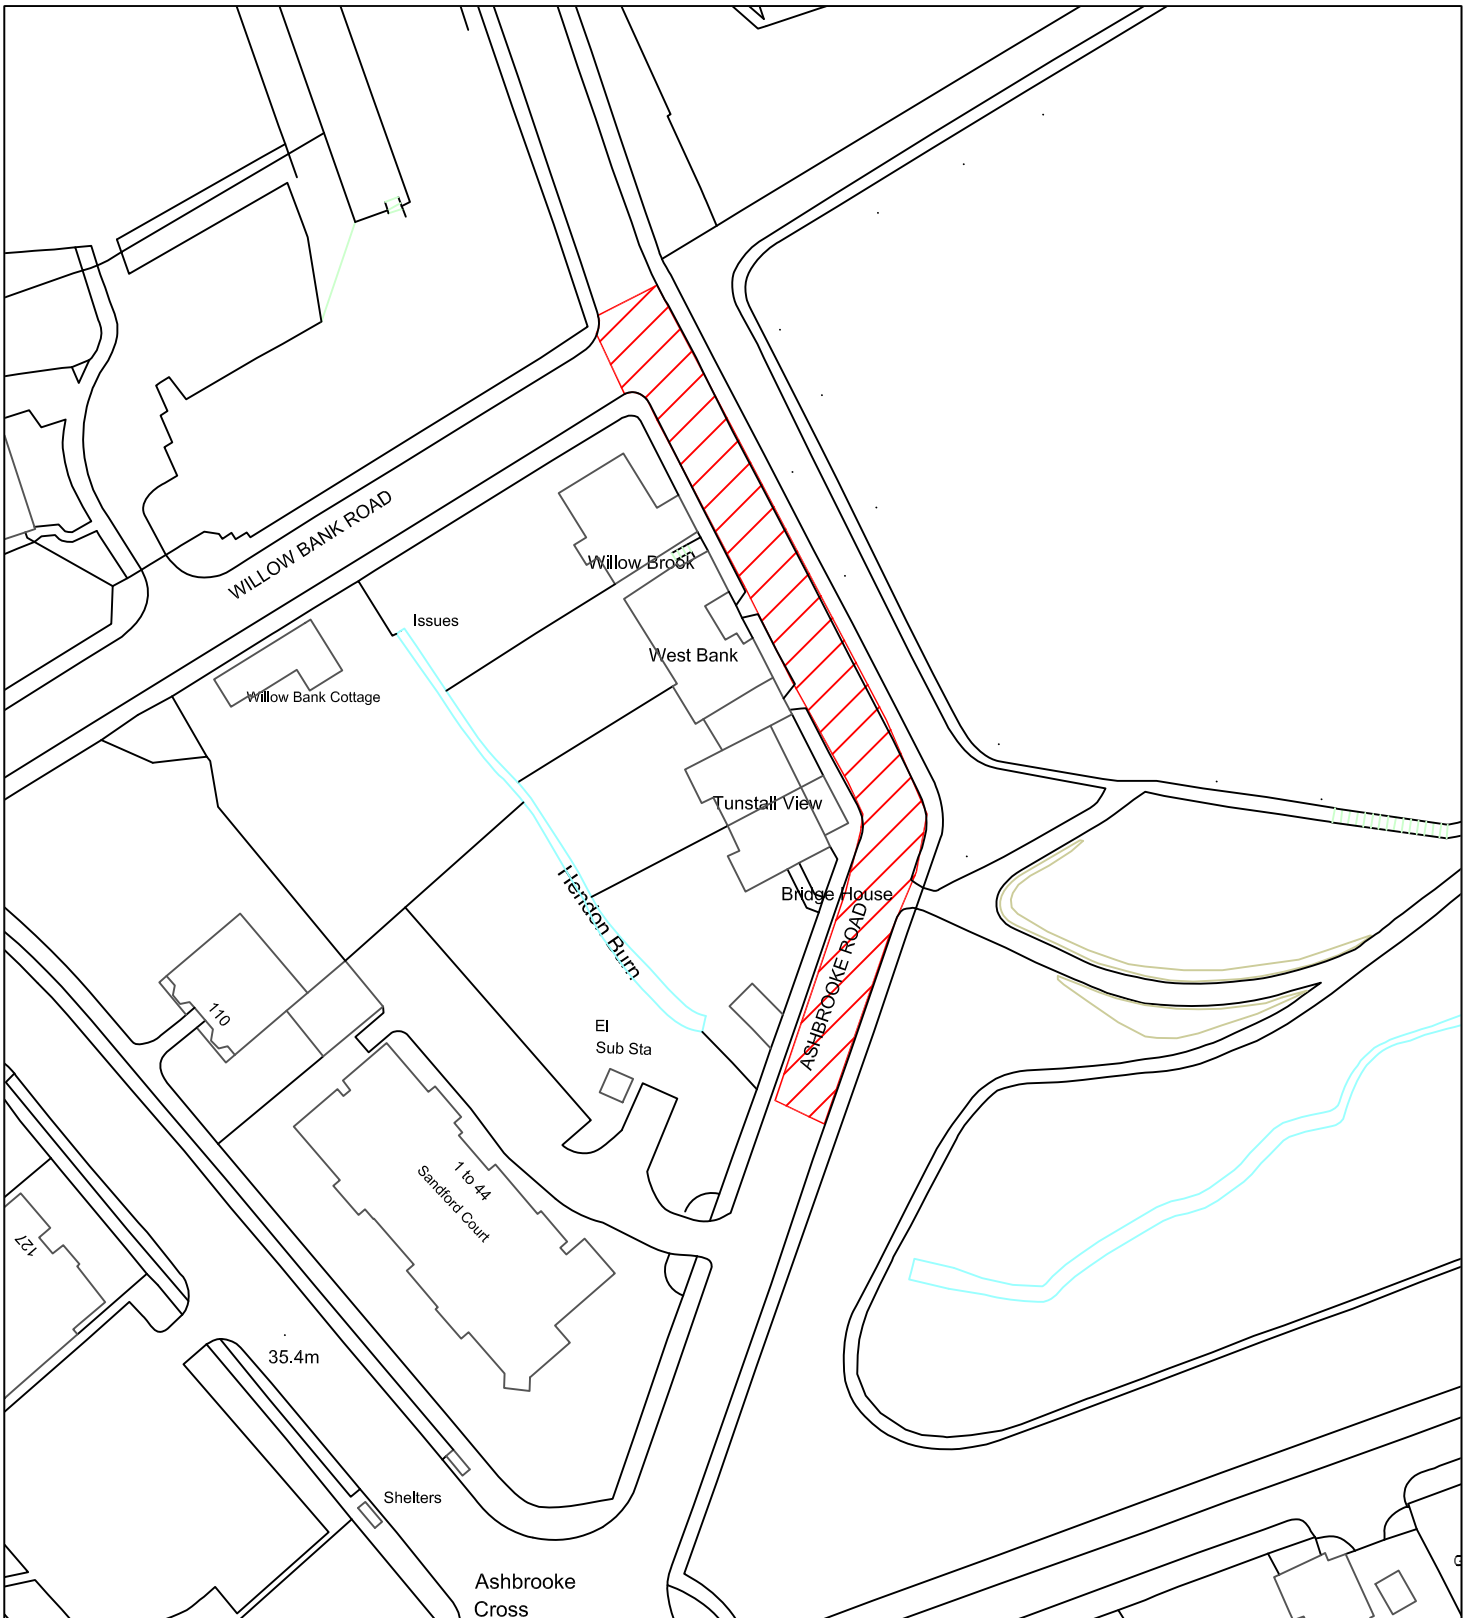 WILLOW BANK ROAD
Willow Brook
Issues
West Bank
Willow Bank Cottage
Tunstall View
Hendon Burn
Bridge House
ASHBROOKE ROAD
110
El
Sub Sta
1 to 44
Sandford Court
127
35.4m
Shelters
Ashbrooke
Cross